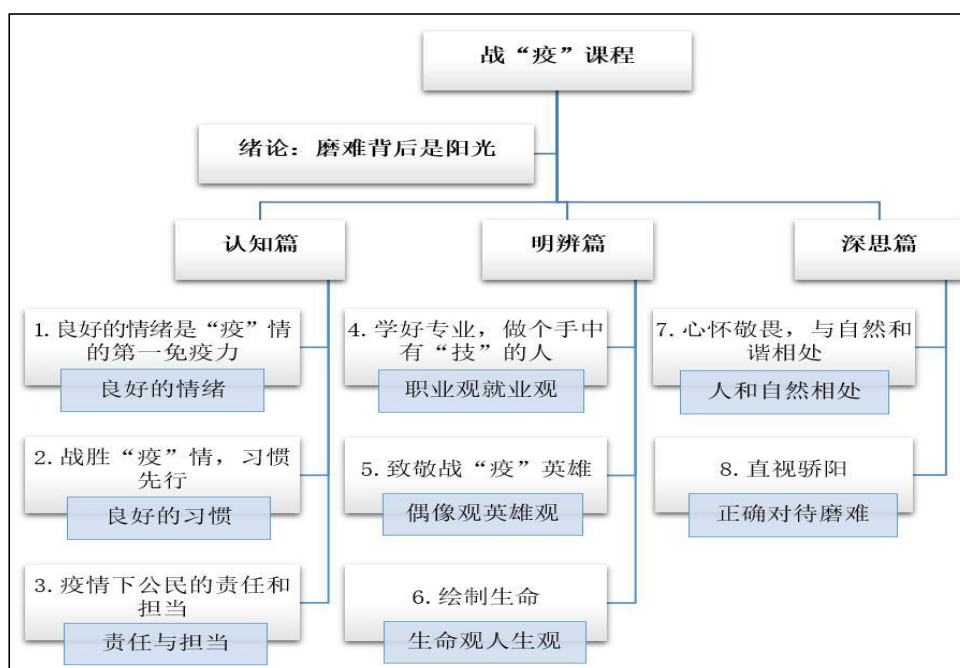 战“疫”课程
绪论：磨难背后是阳光
认知篇
1. 良好的情绪是“疫”情
的第一免疫力
良好的情绪
2. 战胜“疫”情，习惯
先行
良好的习惯
3. 疫情下公民的责任和
担当
责任与担当
明辨篇
4. 学好专业，做个手中
有“技”的人
职业观就业观
5. 致敬战“疫”英雄
偶像观英雄观
6. 绘制生命
生命观人生观
深思篇
7. 心怀敬畏，与自然和
谐相处
人和自然相处
8. 直视骄阳
正确对待磨难